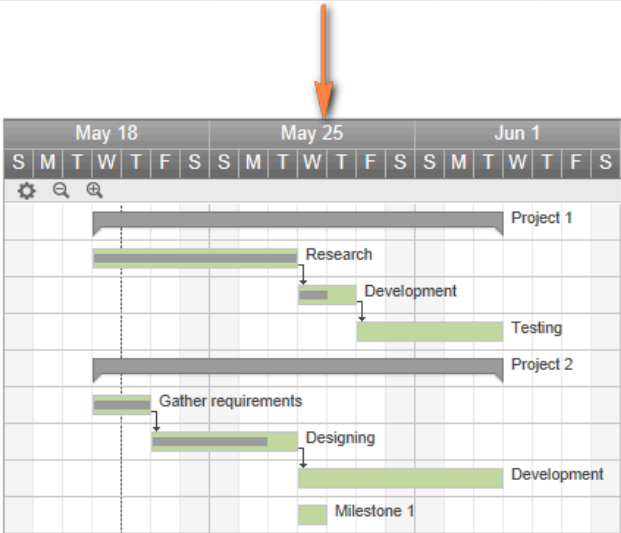 May 18 May 25 Jun 1
S M T W T F S S M T W T F S S M T W T F S
Project 1
Research
Development
Testing
Project 2
Gather requirements
Designing
Development
Milestone 1